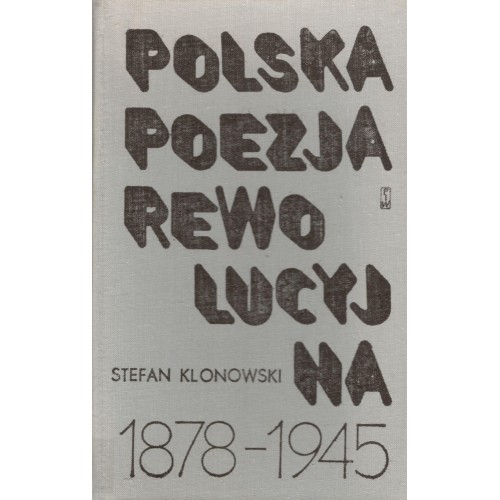 POLSKA
POEZJA
REWO
LUCYJ
STEFAN KLONOWSKI
NA
1878-1945